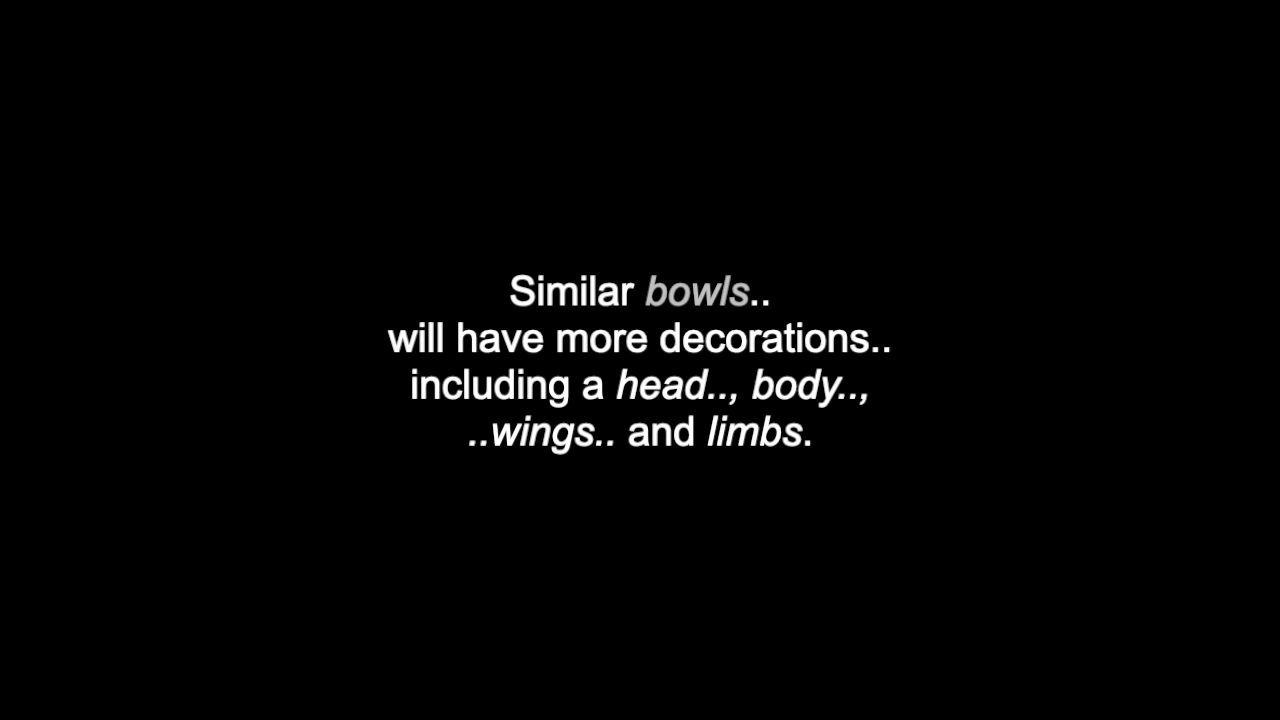 Similar bowls..
will have more decorations..
including a head.., body..,
..wings.. and limbs.